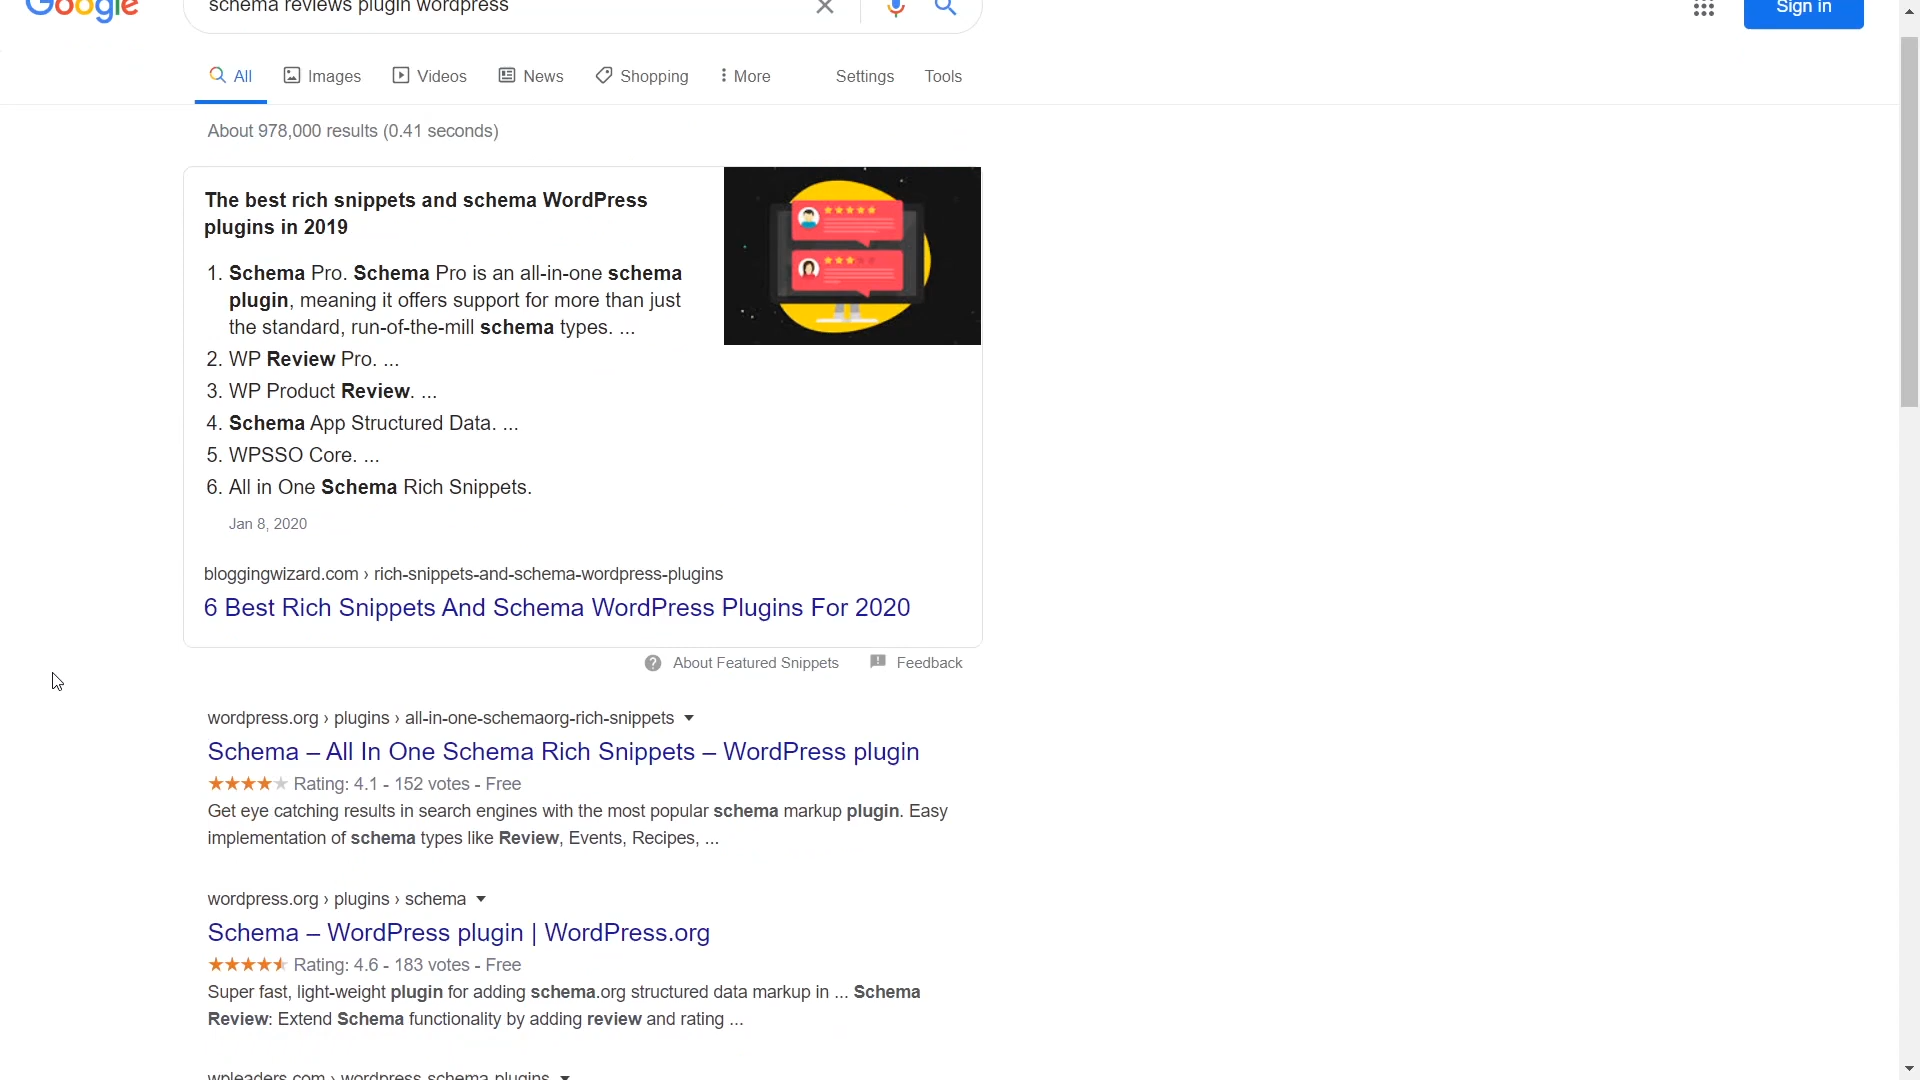 Google
schema reviews plugin wordpress
Sign in
All
Images
Videos
News
Shopping
More
Settings
Tools
About 978,000 results (0.41 seconds)
The best rich snippets and schema WordPress
plugins in 2019
1. Schema Pro. Schema Pro is an all-in-one schema
plugin, meaning it offers support for more than just
the standard, run-of-the-mill schema types. ...
2. WP Review Pro. ...
3. WP Product Review. ...
4. Schema App Structured Data. ...
5. WPSSO Core. ...
6. All in One Schema Rich Snippets.
Jan 8, 2020
bloggingwizard.com › rich-snippets-and-schema-wordpress-plugins
6 Best Rich Snippets And Schema WordPress Plugins For 2020
About Featured Snippets
Feedback
wordpress.org › plugins › all-in-one-schemaorg-rich-snippets
Schema – All In One Schema Rich Snippets – WordPress plugin
Rating: 4.1 - 152 votes - Free
Get eye catching results in search engines with the most popular schema markup plugin. Easy
implementation of schema types like Review, Events, Recipes, ...
wordpress.org › plugins › schema
Schema – WordPress plugin | WordPress.org
Rating: 4.6 - 183 votes - Free
Super fast, light-weight plugin for adding schema.org structured data markup in ... Schema
Review: Extend Schema functionality by adding review and rating ...
wpleaders.com › wordpress-schema-plugins